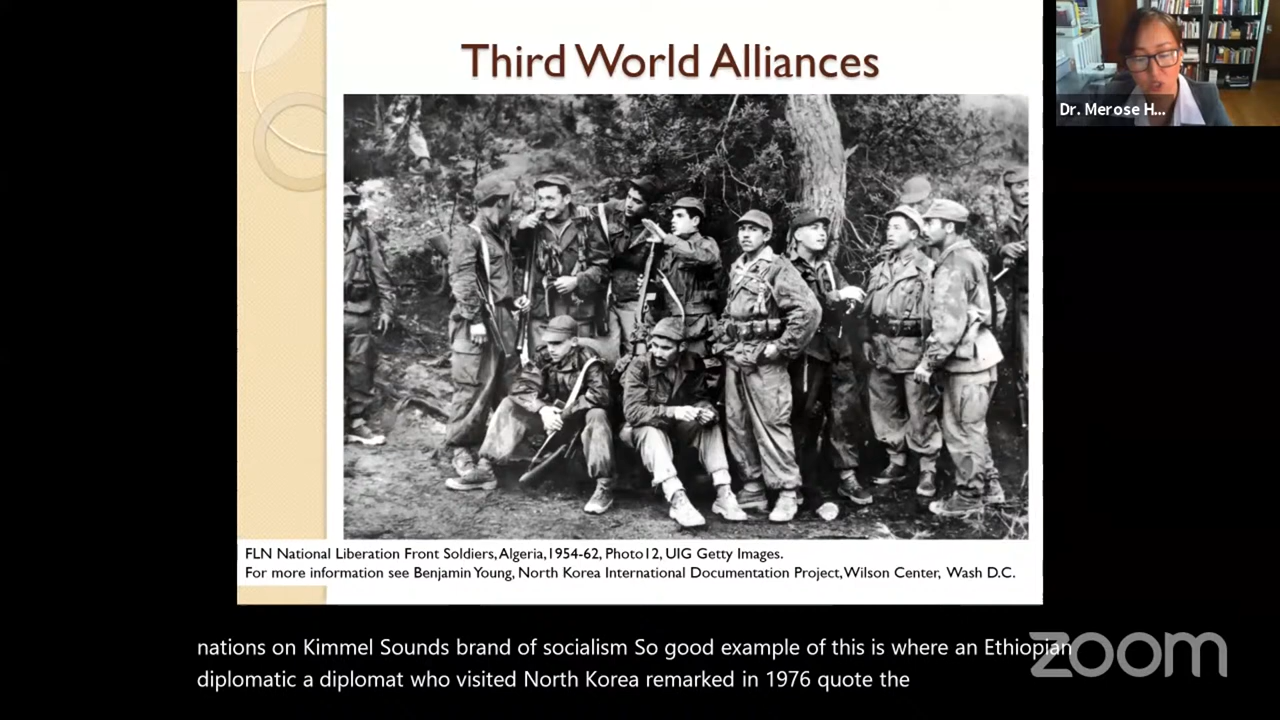 Third World Alliances
Dr. Merose H...
FLN National Liberation Front Soldiers, Algeria, 1954-62, Photo12, UIG Getty Images.
For more information see Benjamin Young, North Korea International Documentation Project, Wilson Center, Wash D.C.
nations on Kimmel Sounds brand of socialism So good example of this is where an Ethiopian
diplomatic a diplomat who visited North Korea remarked in 1976 quote the
zoom